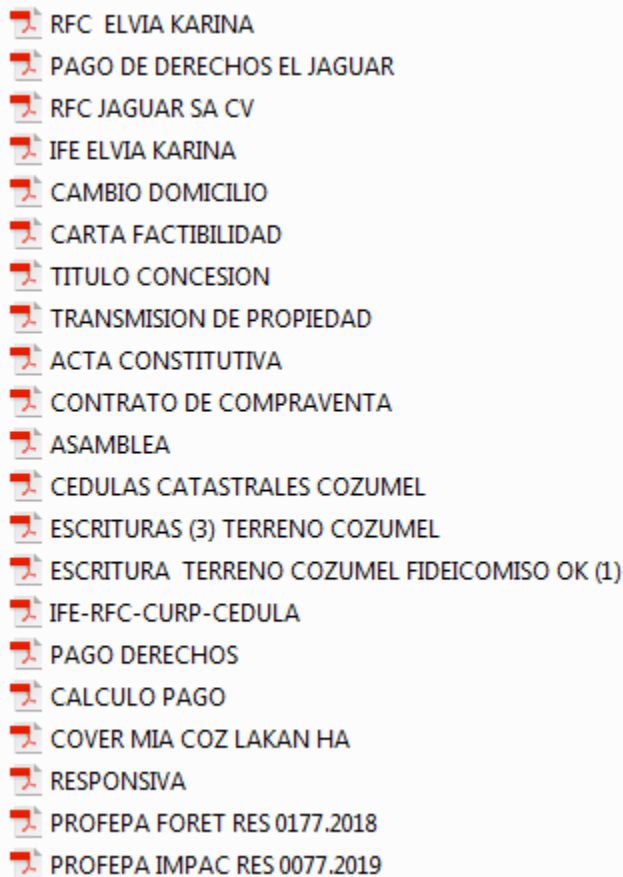 RFC  ELVIA KARINA
PAGO DE DERECHOS EL JAGUAR
RFC JAGUAR SA CV
IFE ELVIA KARINA
CAMBIO DOMICILIO
CARTA FACTIBILIDAD
TITULO CONCESION
TRANSMISION DE PROPIEDAD
ACTA CONSTITUTIVA
CONTRATO DE COMPRAVENTA
ASAMBLEA
CEDULAS CATASTRALES COZUMEL
ESCRITURAS (3) TERRENO COZUMEL
ESCRITURA  TERRENO COZUMEL FIDEICOMISO OK (1)
IFE-RFC-CURP-CEDULA
PAGO DERECHOS
CALCULO PAGO
COVER MIA COZ LAKAN HA
RESPONSIVA
PROFEPA FORET RES 0177.2018
PROFEPA IMPAC RES 0077.2019